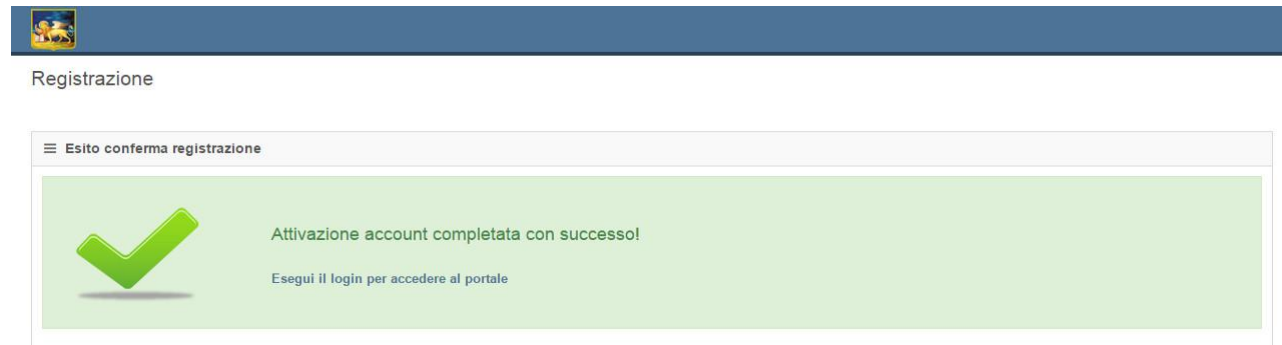 Registrazione
Esito conferma registrazione
Attivazione account completata con successo!
Esegui il login per accedere al portale